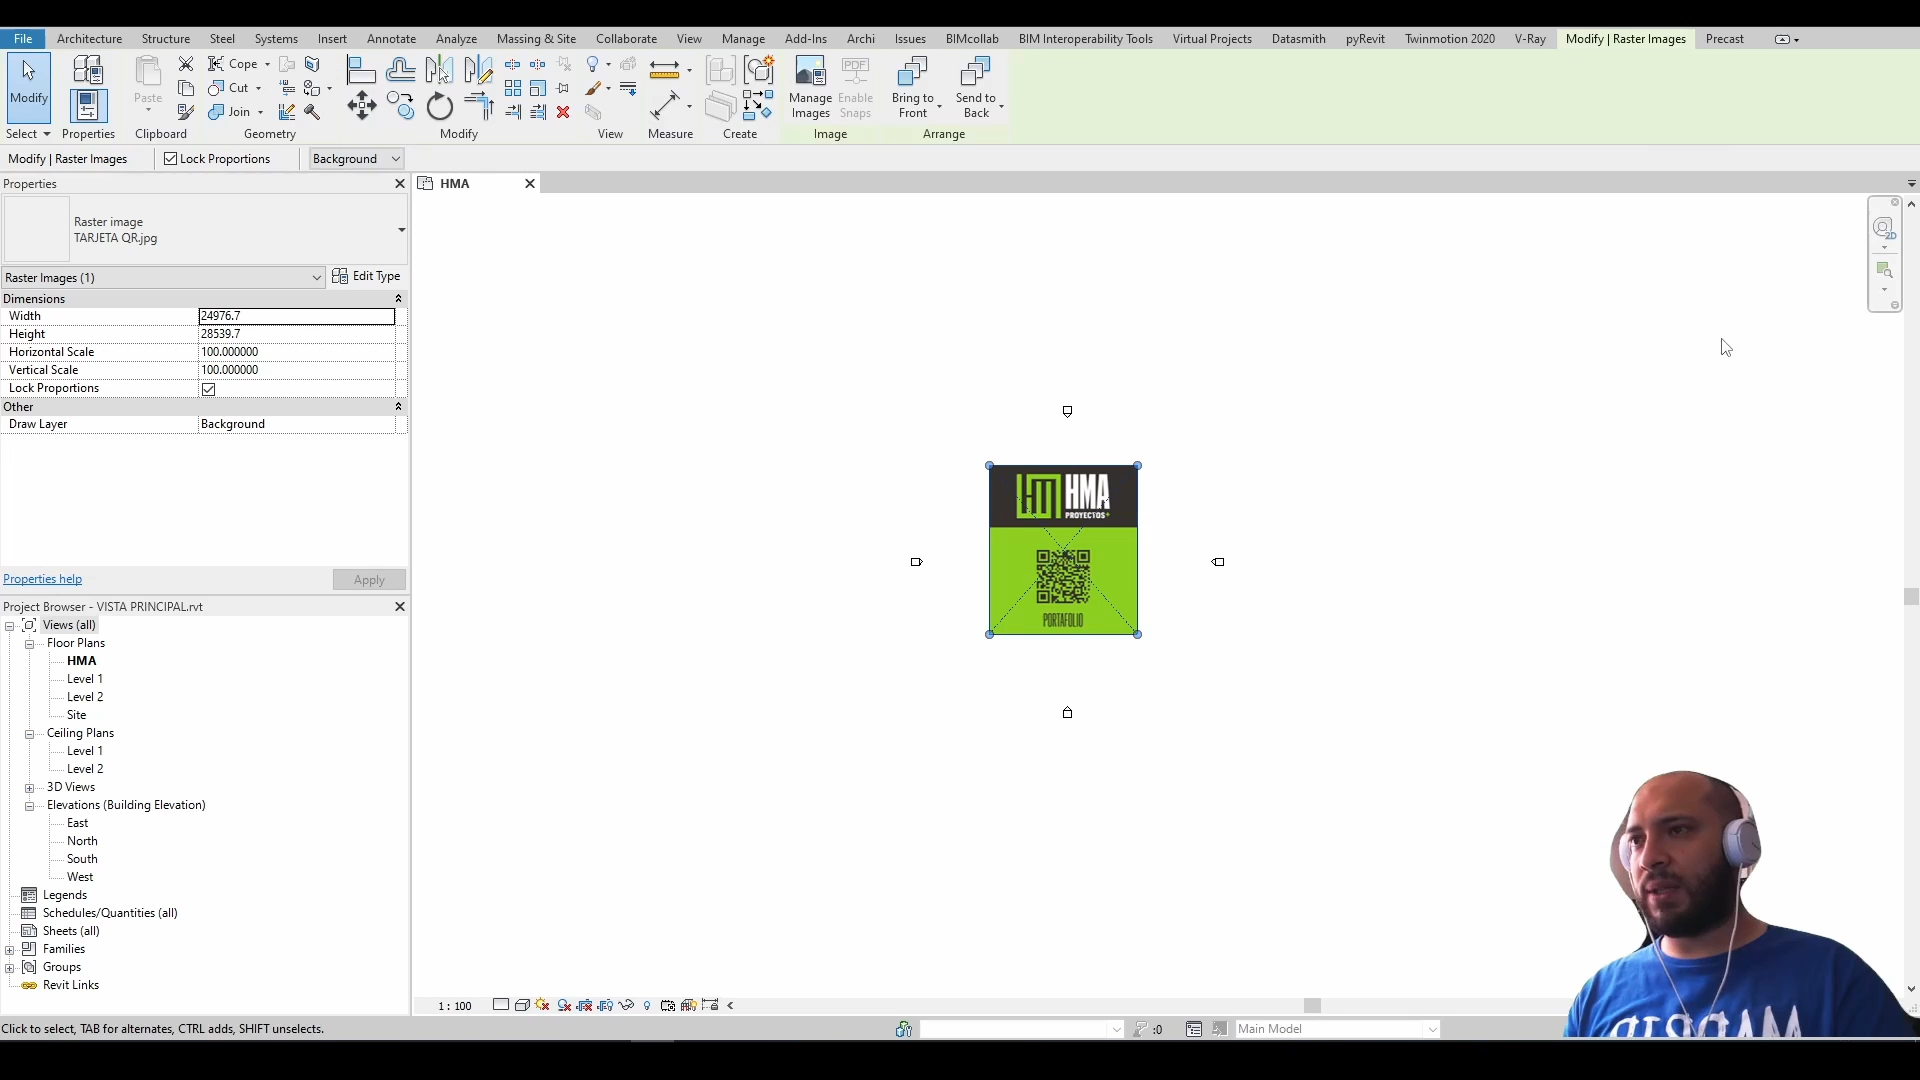 File Architecture Structure Steel Systems Insert Annotate Analyze Massing & Site Collaborate View Manage Add-Ins Archi Issues BIMcollab BIM Interoperability Tools Virtual Projects Datasmith pyRevit Twinmotion 2020 V-Ray Modify | Raster Images Precast
Modify
Paste
Cope
Cut
Join
Manage
Images
PDF
Enable
Snaps
Bring to
Front
Send to
Back
Select Properties Clipboard Geometry Modify View Measure Create Image Arrange
Modify | Raster Images Lock Proportions Background
Properties
Raster image
TARJETA QR.jpg
Raster Images (1) Edit Type
Dimensions
Width 24976.7
Height 28539.7
Horizontal Scale 100.000000
Vertical Scale 100.000000
Lock Proportions
Other
Draw Layer Background
Properties help Apply
Project Browser - VISTA PRINCIPAL.rvt
Views (all)
Floor Plans
HMA
Level 1
Level 2
Site
Ceiling Plans
Level 1
Level 2
3D Views
Elevations (Building Elevation)
East
North
South
West
Legends
Schedules/Quantities (all)
Sheets (all)
Families
Groups
Revit Links
HMA
2D
HMA
PROYECTOS+
PORTAFOLIO
1 : 100
Click to select, TAB for alternates, CTRL adds, SHIFT unselects.
:0
Main Model